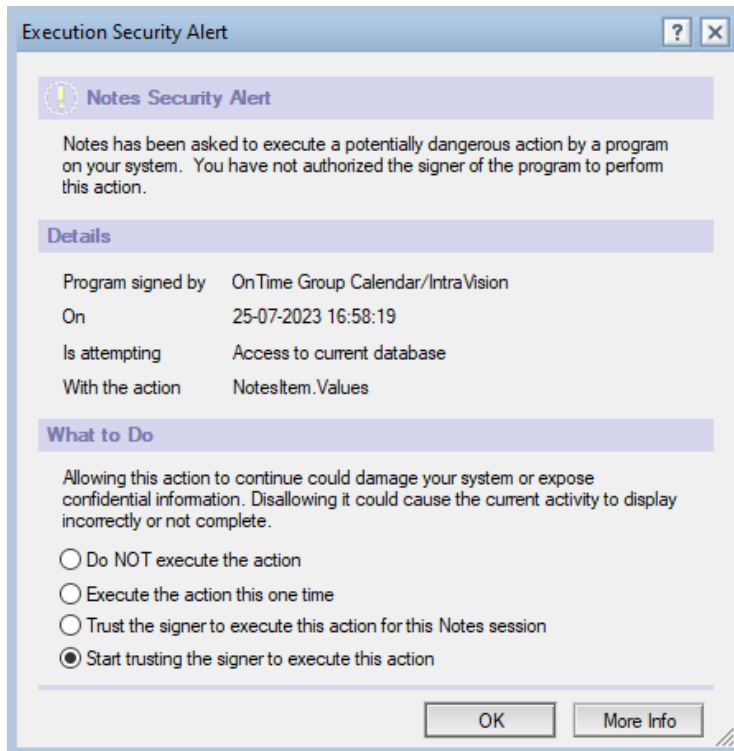 Execution Security Alert
Notes Security Alert
Notes has been asked to execute a potentially dangerous action by a program
on your system. You have not authorized the signer of the program to perform
this action.
Details
Program signed by OnTime Group Calendar/IntraVision
On 25-07-2023 16:58:19
Is attempting Access to current database
With the action NotesItem.Values
What to Do
Allowing this action to continue could damage your system or expose
confidential information. Disallowing it could cause the current activity to display
incorrectly or not complete.
Do NOT execute the action
Execute the action this one time
Trust the signer to execute this action for this Notes session
Start trusting the signer to execute this action
OK More Info